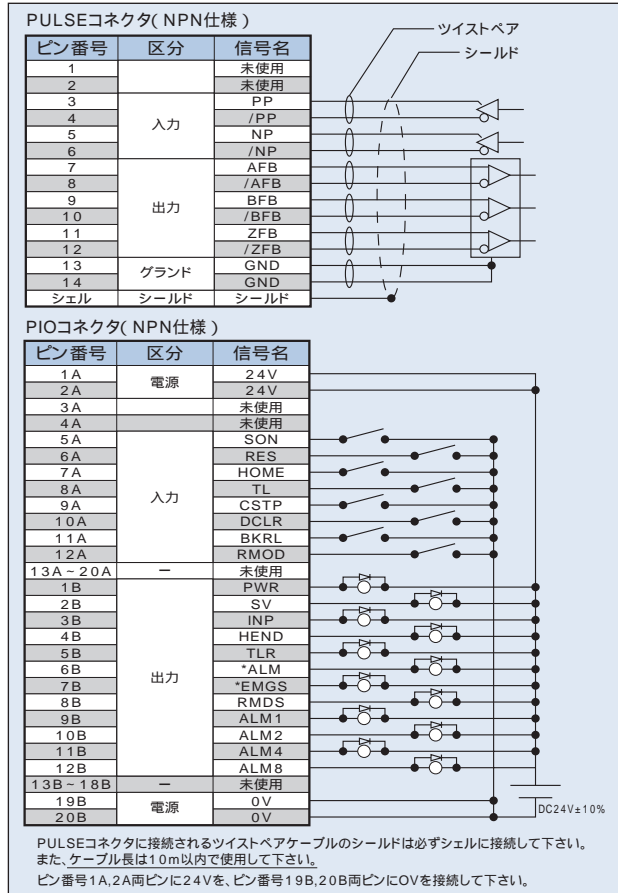 PULSEコネクタ( NPN仕様 )
ツイストペア
シールド
ピン番号 区分 信号名
1 未使用
2 未使用
3 入力 PP
4 /PP
5 NP
6 /NP
7 出力 AFB
8 /AFB
9 BFB
10 /BFB
11 ZFB
12 /ZFB
13 グランド GND
14 GND
シェル シールド シールド
PIOコネクタ( NPN仕様 )
ピン番号 区分 信号名
1A 電源 24V
2A 24V
3A 未使用
4A 未使用
5A 入力 SON
6A RES
7A HOME
8A TL
9A CSTP
10A DCLR
11A BKRL
12A RMOD
13A~20A ー 未使用
1B 出力 PWR
2B SV
3B INP
4B HEND
5B TLR
6B *ALM
7B *EMGS
8B RMDS
9B ALM1
10B ALM2
11B ALM4
12B ALM8
13B~18B ー 未使用
19B 電源 0V
20B 0V
DC24V±10%
PULSEコネクタに接続されるツイストペアケーブルのシールドは必ずシェルに接続して下さい。
また、ケーブル長は10m以内で使用して下さい。
ピン番号1A,2A両ピンに24Vを、ピン番号19B,20B両ピンにOVを接続して下さい。